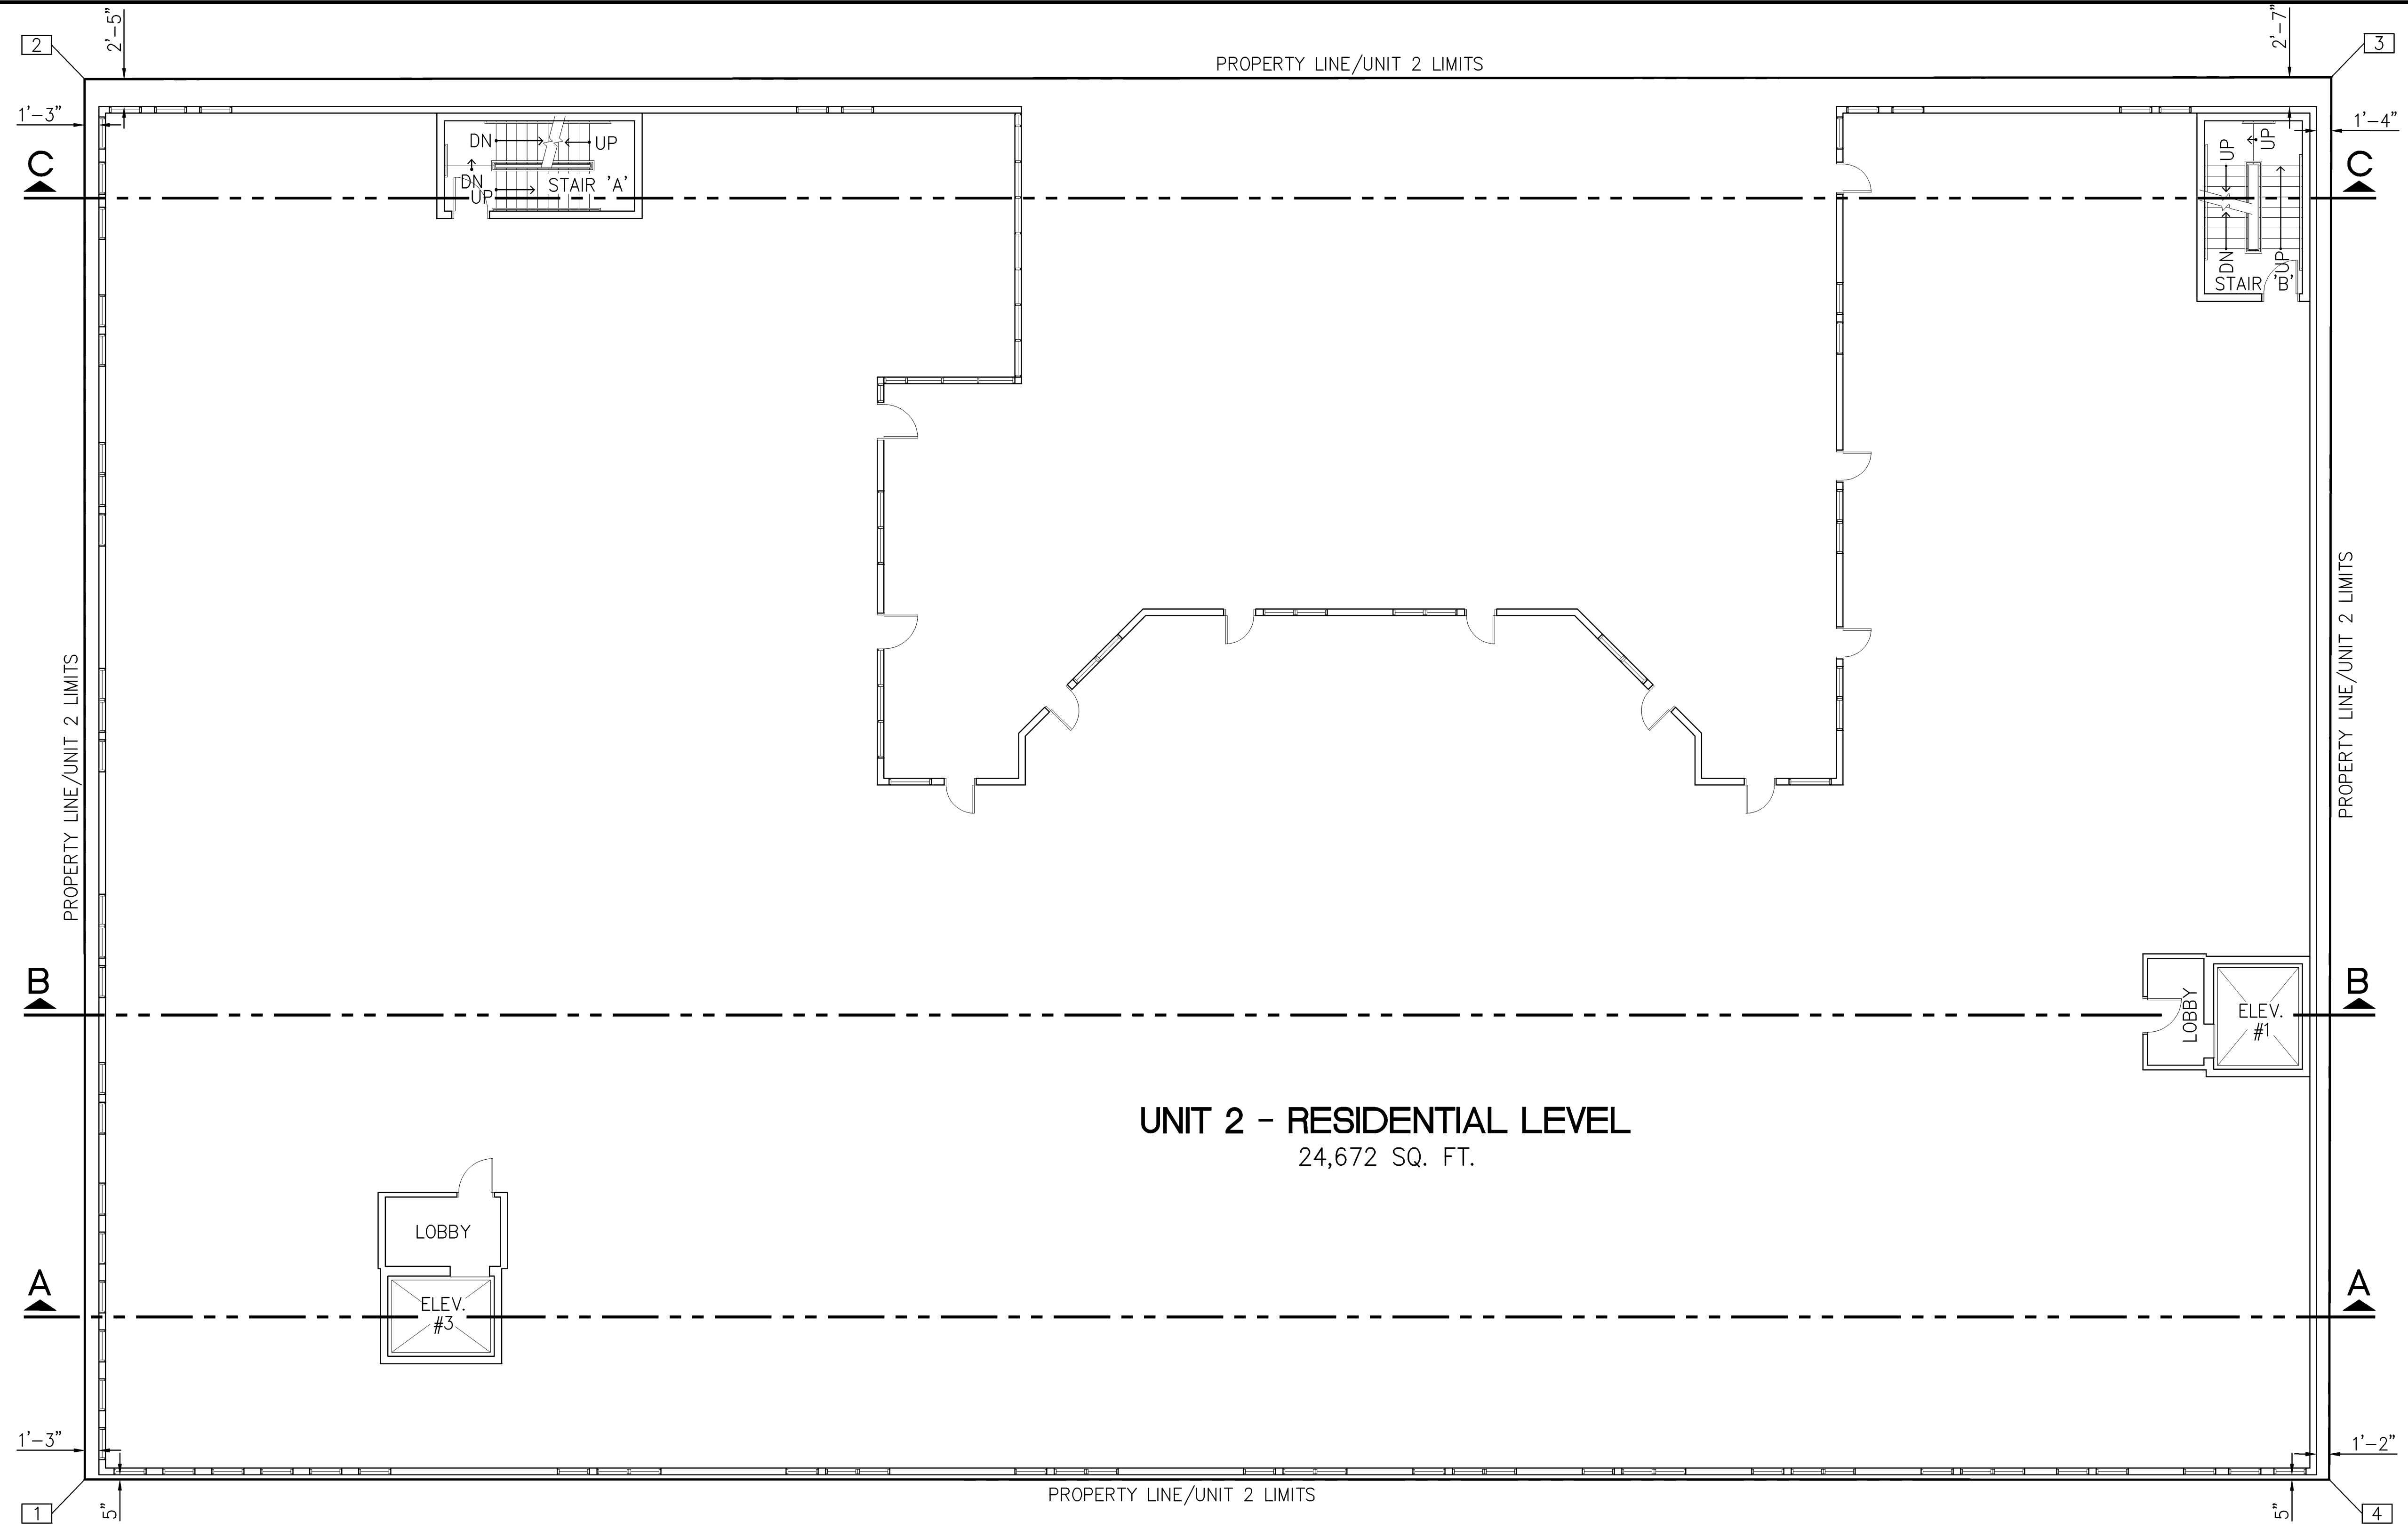 2'-5"
2'-7"
2
3
PROPERTY LINE/UNIT 2 LIMITS
1'-3"
1'-4"
C
C
DN
UP
DN
UP
STAIR 'A'
UP
UP
DN
UP
STAIR 'B'
PROPERTY LINE/UNIT 2 LIMITS
PROPERTY LINE/UNIT 2 LIMITS
B
B
LOBBY
ELEV.
#1
UNIT 2 - RESIDENTIAL LEVEL
24,672 SQ. FT.
LOBBY
A
A
ELEV.
#3
1'-3"
1'-2"
PROPERTY LINE/UNIT 2 LIMITS
1
5"
5"
4